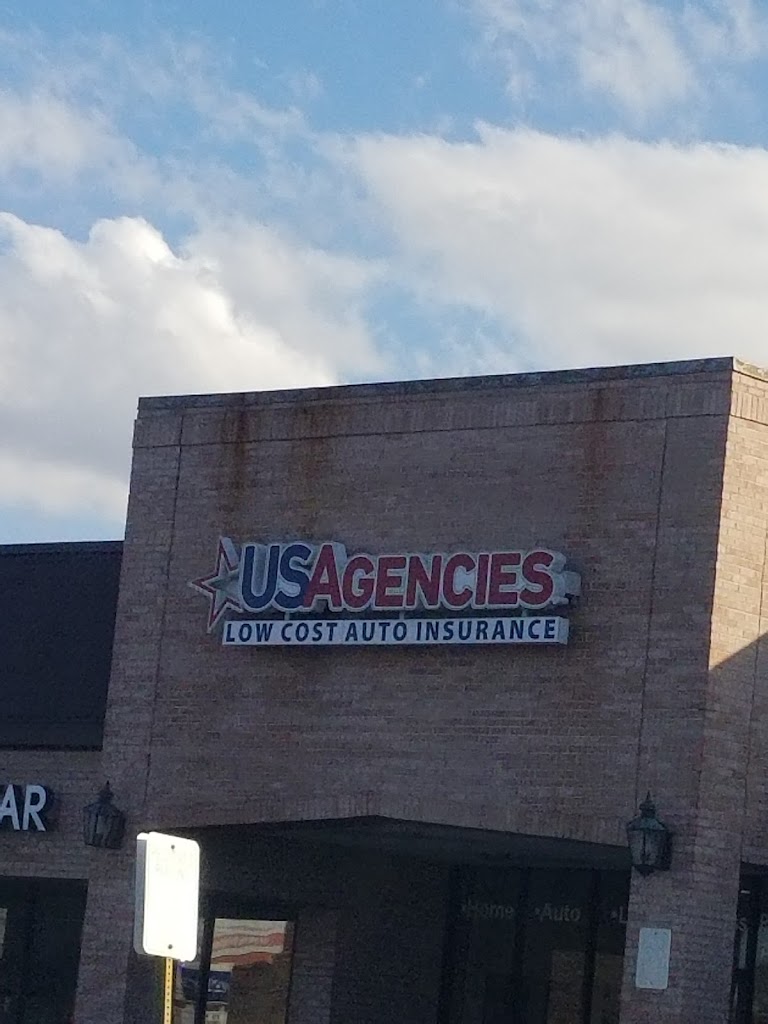 USAGENCIES
LOW COST AUTO INSURANCE
AR
•Home •Auto •L